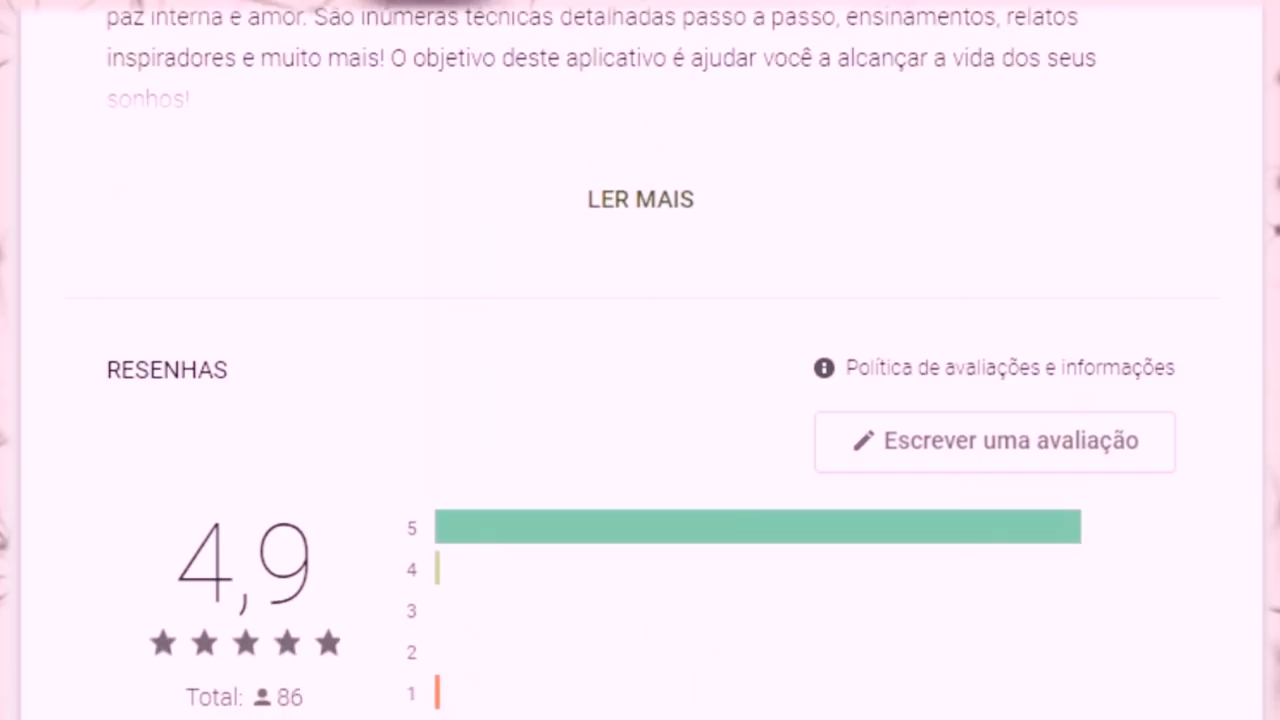 paz interna e amor. São inúmeras técnicas detalhadas passo a passo, ensinamentos, relatos
inspiradores e muito mais! O objetivo deste aplicativo é ajudar você a alcançar a vida dos seus
sonhos!
LER MAIS
RESENHAS
Política de avaliações e informações
Escrever uma avaliação
4,9
Total: 86
5
4
3
2
1